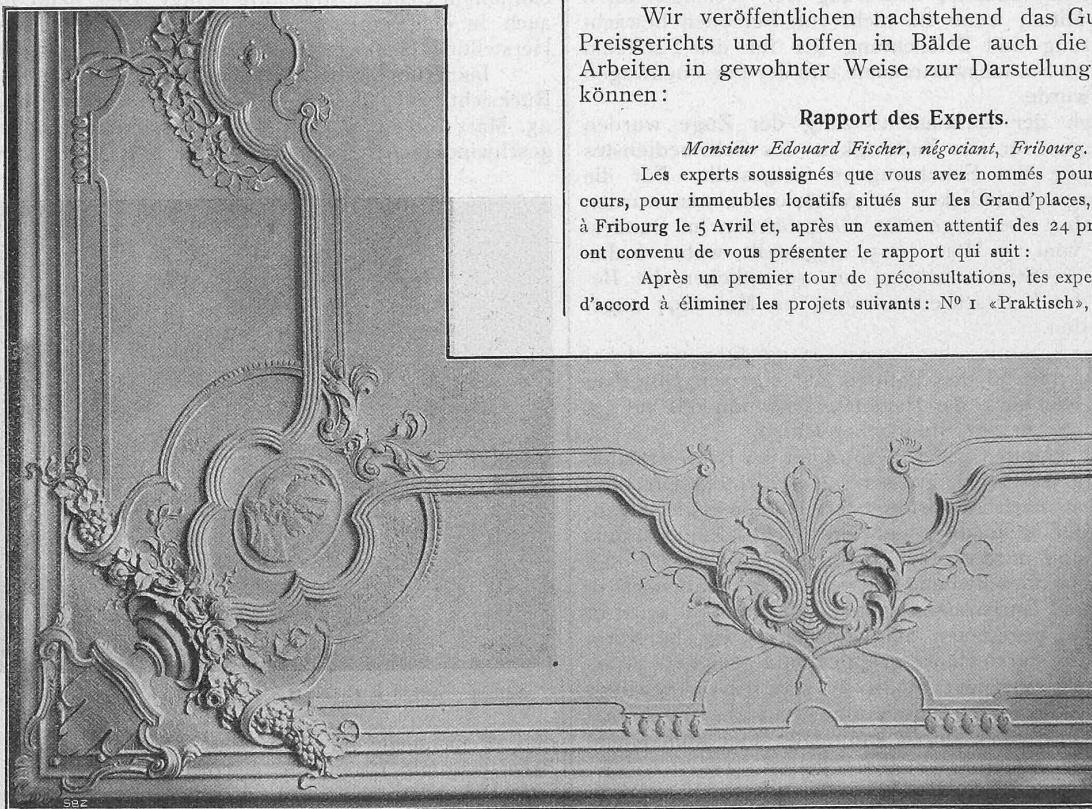 Wir veröffentlichen nachstehend das Gu
Preisgerichts und hoffen in Bälde auch die
Arbeiten in gewohnter Weise zur Darstellung
können:
Rapport des Experts.
Monsieur Edouard Fischer, négociant, Fribourg.
Les experts soussignés que vous avez nommés pour
cours, pour immeubles locatifs situés sur les Grand'places,
à Fribourg le 5 Avril et, après un examen attentif des 24 pr
ont convenu de vous présenter le rapport qui suit:
Après un premier tour de préconsultations, les expe
d'accord à éliminer les projets suivants: Nº 1 «Praktisch»,
SBZ